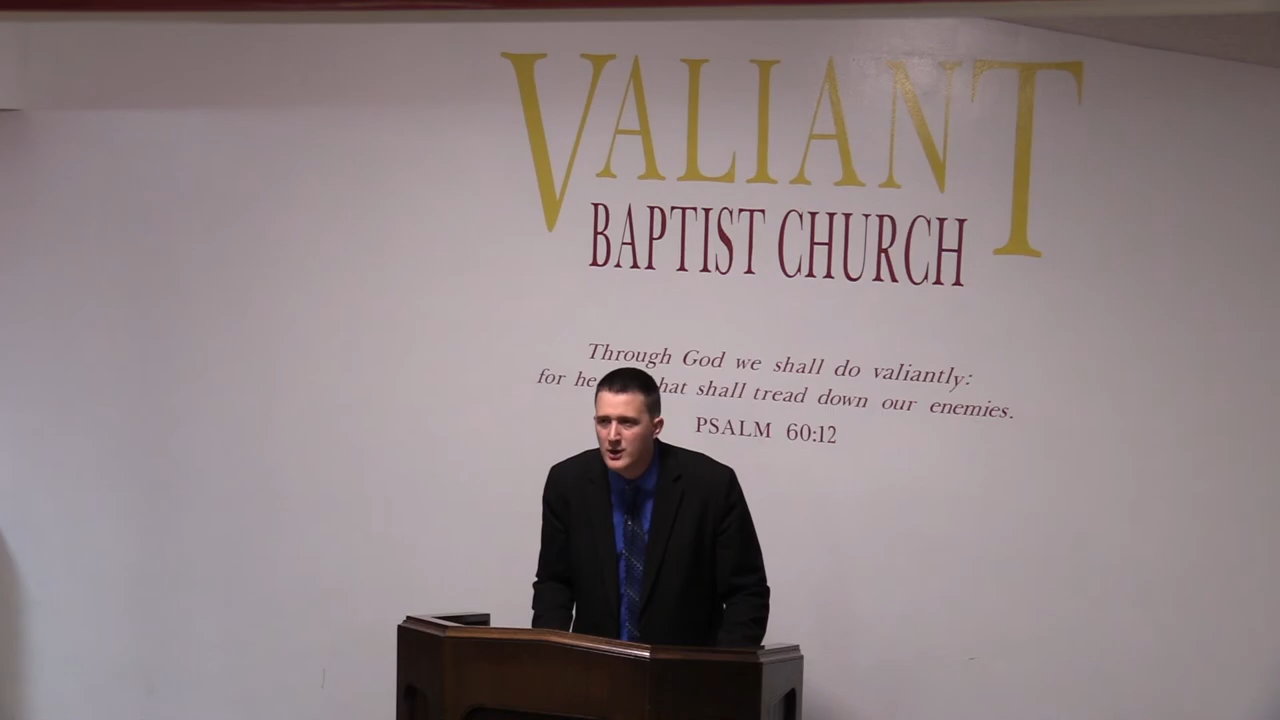 VALIANT
BAPTIST CHURCH
Through God we shall do valiantly:
for he hat shall tread down our enemies.
PSALM 60:12